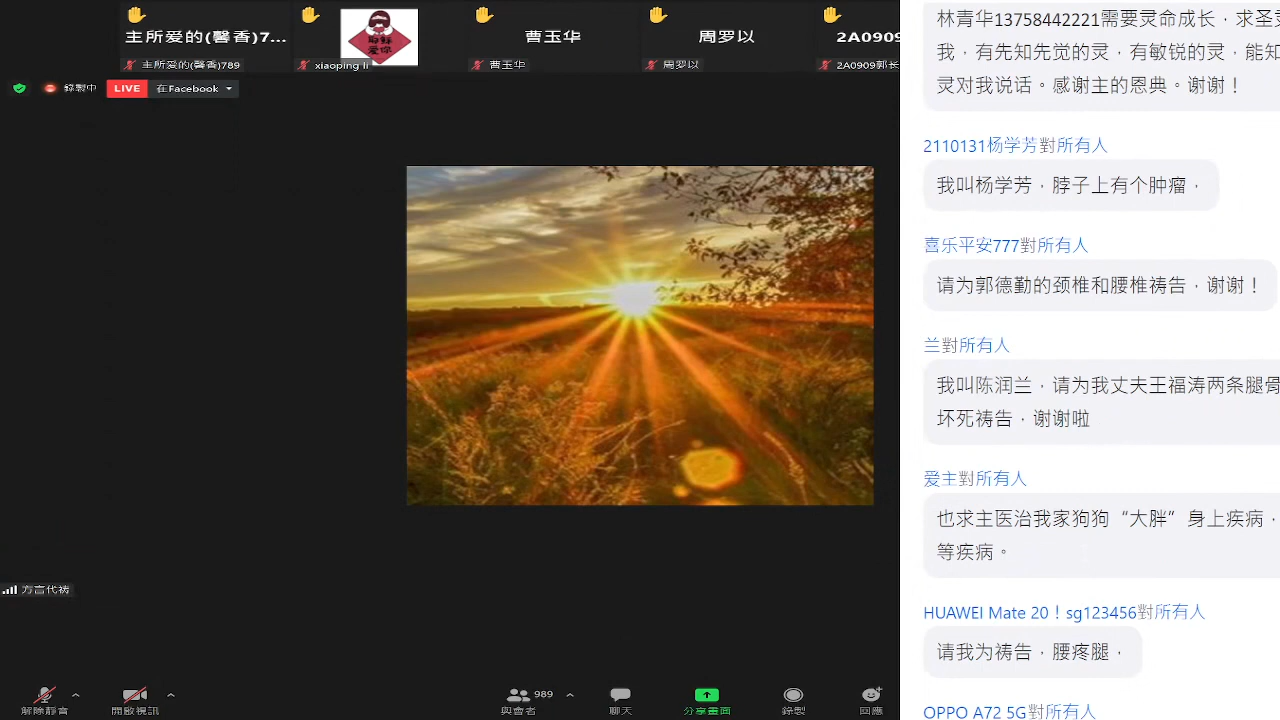 主所爱的(馨香)7...
曹玉华
周罗以
2A0909
主所爱的(馨香)789
xiaoping li
曹玉华
周罗以
2A0909郭长
錄製中
LIVE
在Facebook
方言代祷
解除靜音
開啟視訊
989
與會者
聊天
分享畫面
錄製
回應
林青华13758442221需要灵命成长，求圣
我，有先知先觉的灵，有敏锐的灵，能知
灵对我说话。感谢主的恩典。谢谢！
2110131杨学芳對所有人
我叫杨学芳，脖子上有个肿瘤，
喜乐平安777對所有人
请为郭德勤的颈椎和腰椎祷告，谢谢！
兰對所有人
我叫陈润兰，请为我丈夫王福涛两条腿骨
坏死祷告，谢谢啦
爱主對所有人
也求主医治我家狗狗“大胖”身上疾病，
等疾病。
HUAWEI Mate 20！sg123456對所有人
请我为祷告，腰疼腿，
OPPO A72 5G對所有人